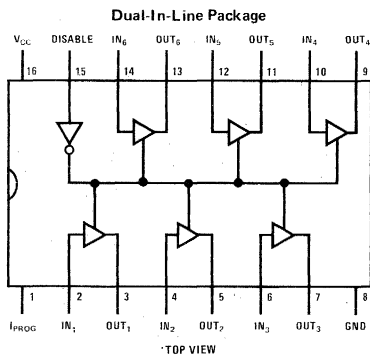 Dual-In-Line Package
VCC DISABLE IN6 OUT6 IN5 OUT5 IN4 OUT4
16 15 14 13 12 11 10 9
1 2 3 4 5 6 7 8
IPROG IN1 OUT1 IN2 OUT2 IN3 OUT3 GND
TOP VIEW